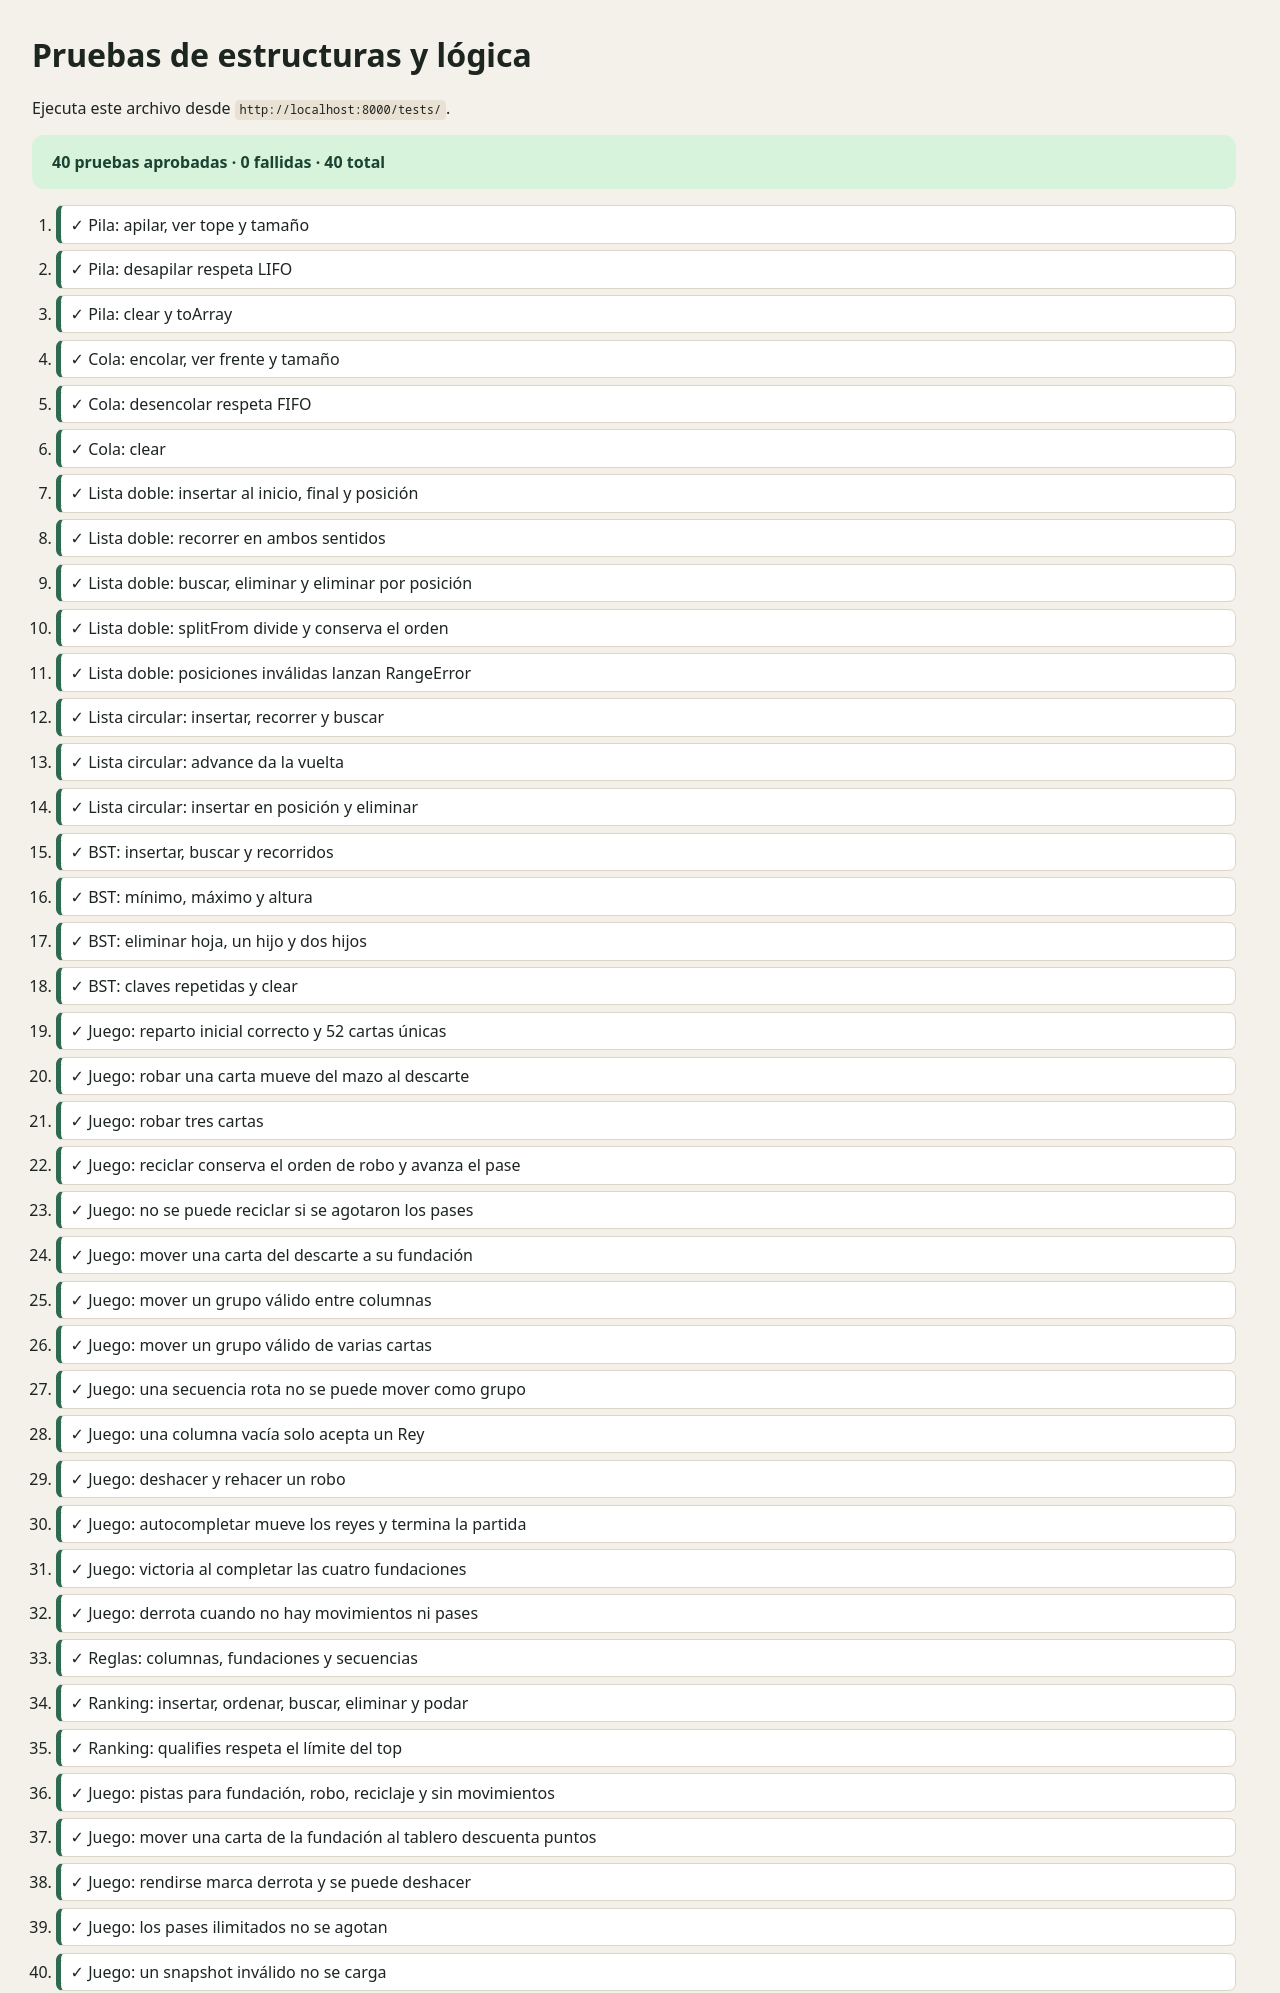 Pruebas de estructuras y lógica
Ejecuta este archivo desde http://localhost:8000/tests/.
40 pruebas aprobadas · 0 fallidas · 40 total
1. ✓ Pila: apilar, ver tope y tamaño
2. ✓ Pila: desapilar respeta LIFO
3. ✓ Pila: clear y toArray
4. ✓ Cola: encolar, ver frente y tamaño
5. ✓ Cola: desencolar respeta FIFO
6. ✓ Cola: clear
7. ✓ Lista doble: insertar al inicio, final y posición
8. ✓ Lista doble: recorrer en ambos sentidos
9. ✓ Lista doble: buscar, eliminar y eliminar por posición
10. ✓ Lista doble: splitFrom divide y conserva el orden
11. ✓ Lista doble: posiciones inválidas lanzan RangeError
12. ✓ Lista circular: insertar, recorrer y buscar
13. ✓ Lista circular: advance da la vuelta
14. ✓ Lista circular: insertar en posición y eliminar
15. ✓ BST: insertar, buscar y recorridos
16. ✓ BST: mínimo, máximo y altura
17. ✓ BST: eliminar hoja, un hijo y dos hijos
18. ✓ BST: claves repetidas y clear
19. ✓ Juego: reparto inicial correcto y 52 cartas únicas
20. ✓ Juego: robar una carta mueve del mazo al descarte
21. ✓ Juego: robar tres cartas
22. ✓ Juego: reciclar conserva el orden de robo y avanza el pase
23. ✓ Juego: no se puede reciclar si se agotaron los pases
24. ✓ Juego: mover una carta del descarte a su fundación
25. ✓ Juego: mover un grupo válido entre columnas
26. ✓ Juego: mover un grupo válido de varias cartas
27. ✓ Juego: una secuencia rota no se puede mover como grupo
28. ✓ Juego: una columna vacía solo acepta un Rey
29. ✓ Juego: deshacer y rehacer un robo
30. ✓ Juego: autocompletar mueve los reyes y termina la partida
31. ✓ Juego: victoria al completar las cuatro fundaciones
32. ✓ Juego: derrota cuando no hay movimientos ni pases
33. ✓ Reglas: columnas, fundaciones y secuencias
34. ✓ Ranking: insertar, ordenar, buscar, eliminar y podar
35. ✓ Ranking: qualifies respeta el límite del top
36. ✓ Juego: pistas para fundación, robo, reciclaje y sin movimientos
37. ✓ Juego: mover una carta de la fundación al tablero descuenta puntos
38. ✓ Juego: rendirse marca derrota y se puede deshacer
39. ✓ Juego: los pases ilimitados no se agotan
40. ✓ Juego: un snapshot inválido no se carga